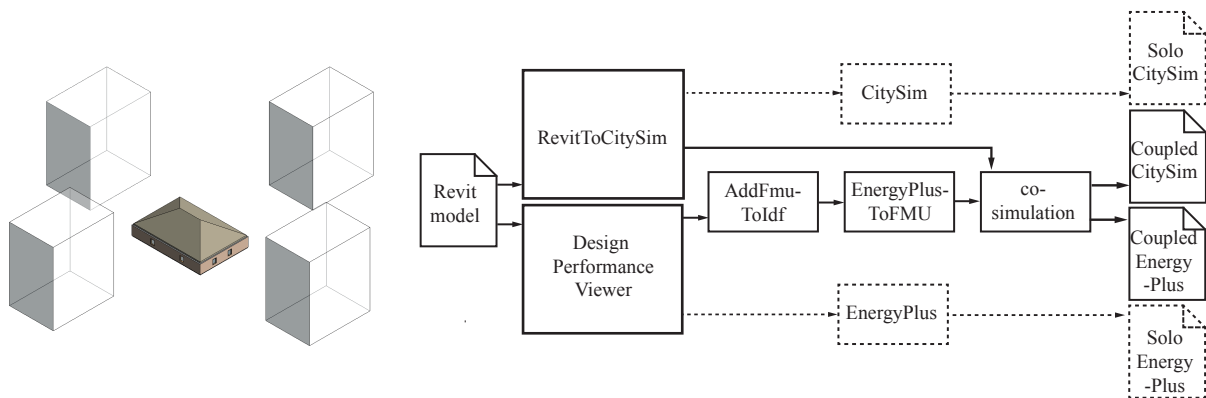 Revit
model
RevitToCitySim
Design
Performance
Viewer
CitySim
AddFmu-
ToIdf
EnergyPlus-
ToFMU
co-
simulation
EnergyPlus
Solo
CitySim
Coupled
CitySim
Coupled
Energy
-Plus
Solo
Energy
-Plus